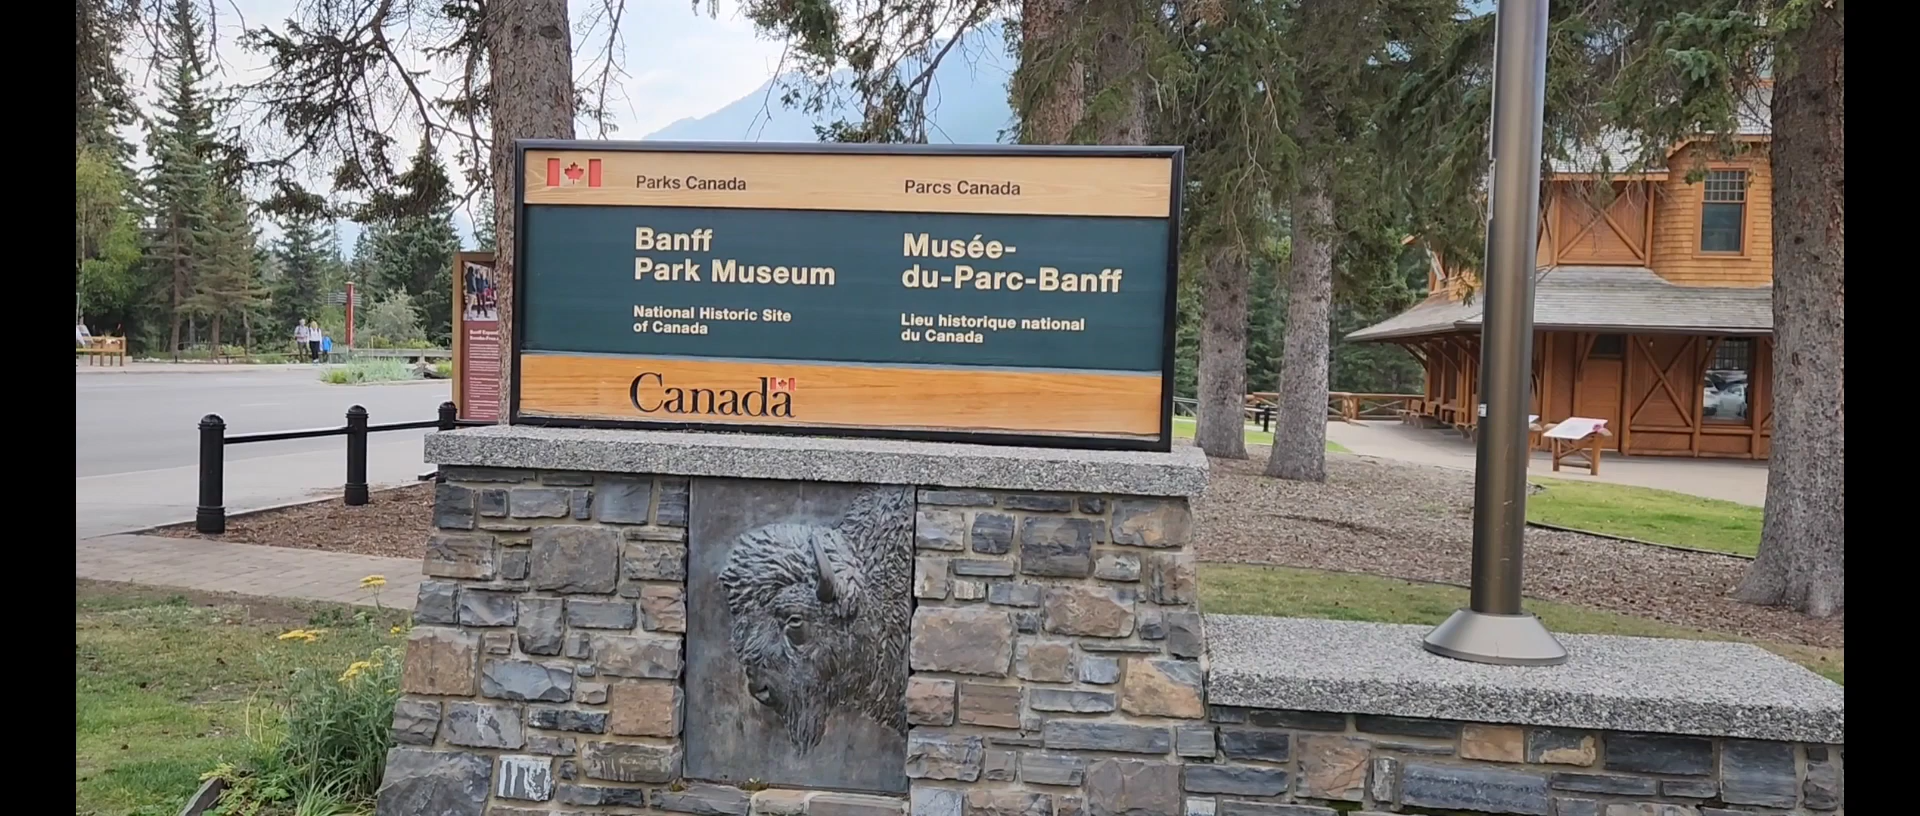 Parks Canada
Parcs Canada
Banff
Park Museum
National Historic Site
of Canada
Musée-
du-Parc-Banff
Lieu historique national
du Canada
Canada